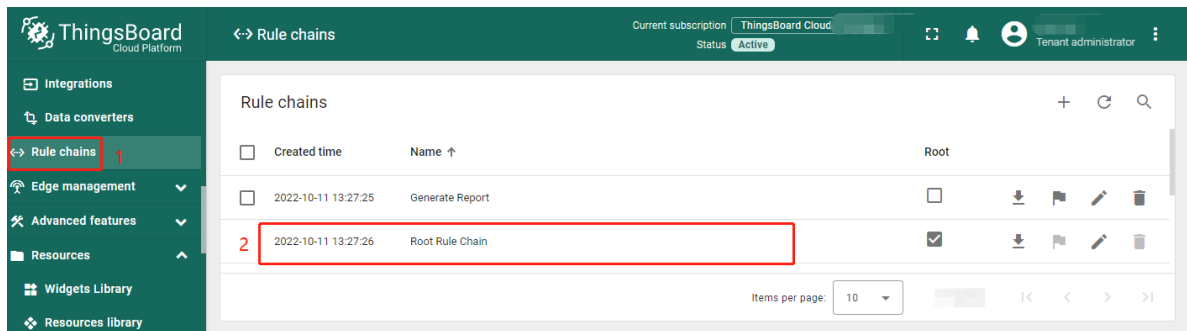 ThingsBoard
Cloud Platform
Rule chains
Current subscription ThingsBoard Cloud
Status Active
Tenant administrator
Integrations
Data converters
Rule chains 1
Edge management
Advanced features
Resources
Widgets Library
Resources library
Rule chains
Created time Name Root
2022-10-11 13:27:25 Generate Report
2 2022-10-11 13:27:26 Root Rule Chain
Items per page: 10